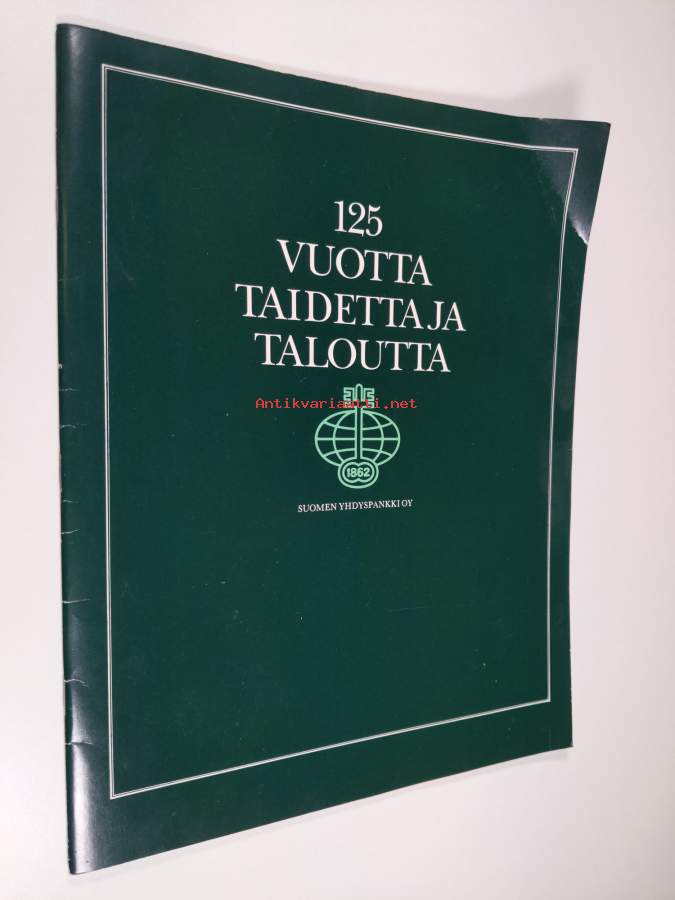 125
VUOTTA
TAIDETTA JA
TALOUTTA
Antikvariaatti.net
1862
SUOMEN YHDYSPANKKI OY